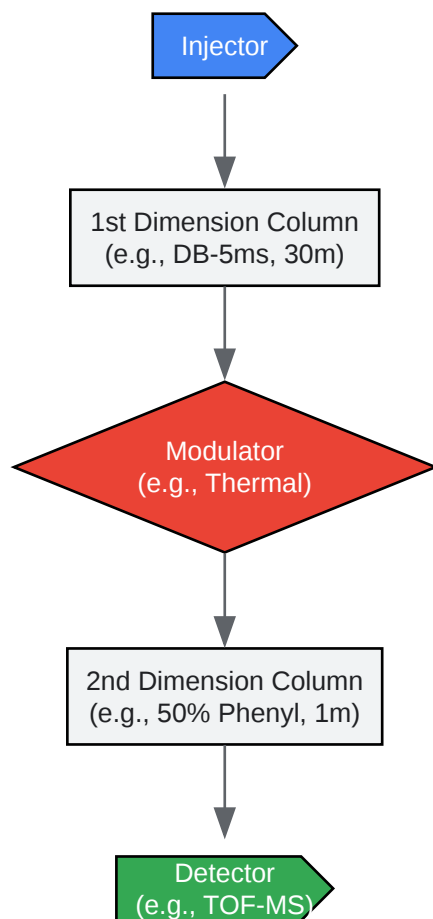 Injector
1st Dimension Column
(e.g., DB-5ms, 30m)
Modulator
(e.g., Thermal)
2nd Dimension Column
(e.g., 50% Phenyl, 1m)
Detector
(e.g., TOF-MS)